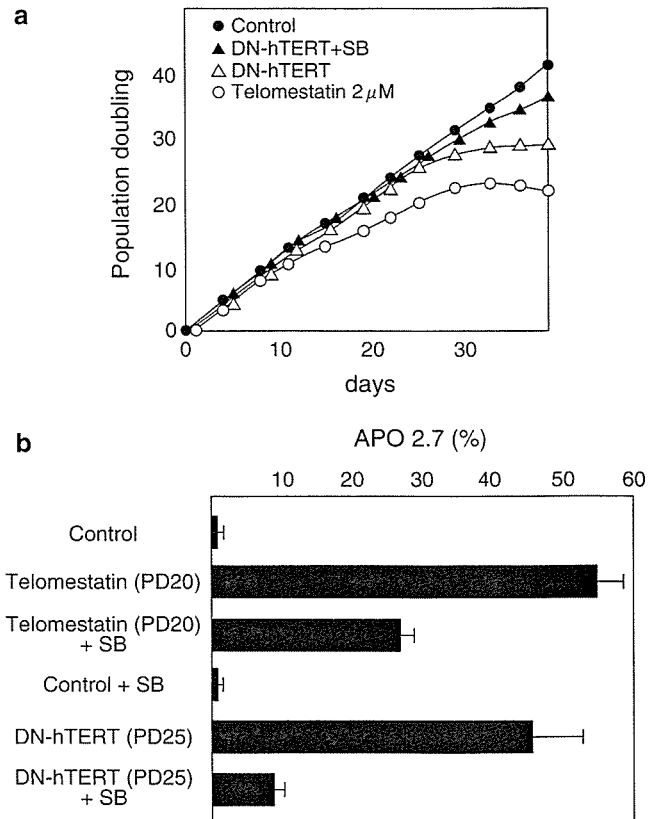 a
Control
DN-hTERT+SB
DN-hTERT
Telomestatin 2 μM
Population doubling
40
30
20
10
0
0 10 20 30
days
b
APO 2.7 (%)
10 20 30 40 50 60
Control
Telomestatin (PD20)
Telomestatin (PD20)
+ SB
Control + SB
DN-hTERT (PD25)
DN-hTERT (PD25)
+ SB